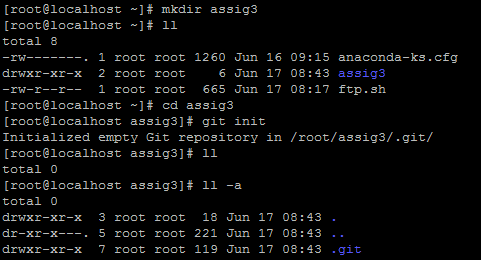 [root@localhost ~]# mkdir assig3
[root@localhost ~]# ll
total 8
-rw-------. 1 root root 1260 Jun 16 09:15 anaconda-ks.cfg
drwxr-xr-x  2 root root    6 Jun 17 08:43 assig3
-rw-r--r--  1 root root  665 Jun 17 08:17 ftp.sh
[root@localhost ~]# cd assig3
[root@localhost assig3]# git init
Initialized empty Git repository in /root/assig3/.git/
[root@localhost assig3]# ll
total 0
[root@localhost assig3]# ll -a
total 0
drwxr-xr-x  3 root root  18 Jun 17 08:43 .
dr-xr-x---. 5 root root 221 Jun 17 08:43 ..
drwxr-xr-x  7 root root 119 Jun 17 08:43 .git